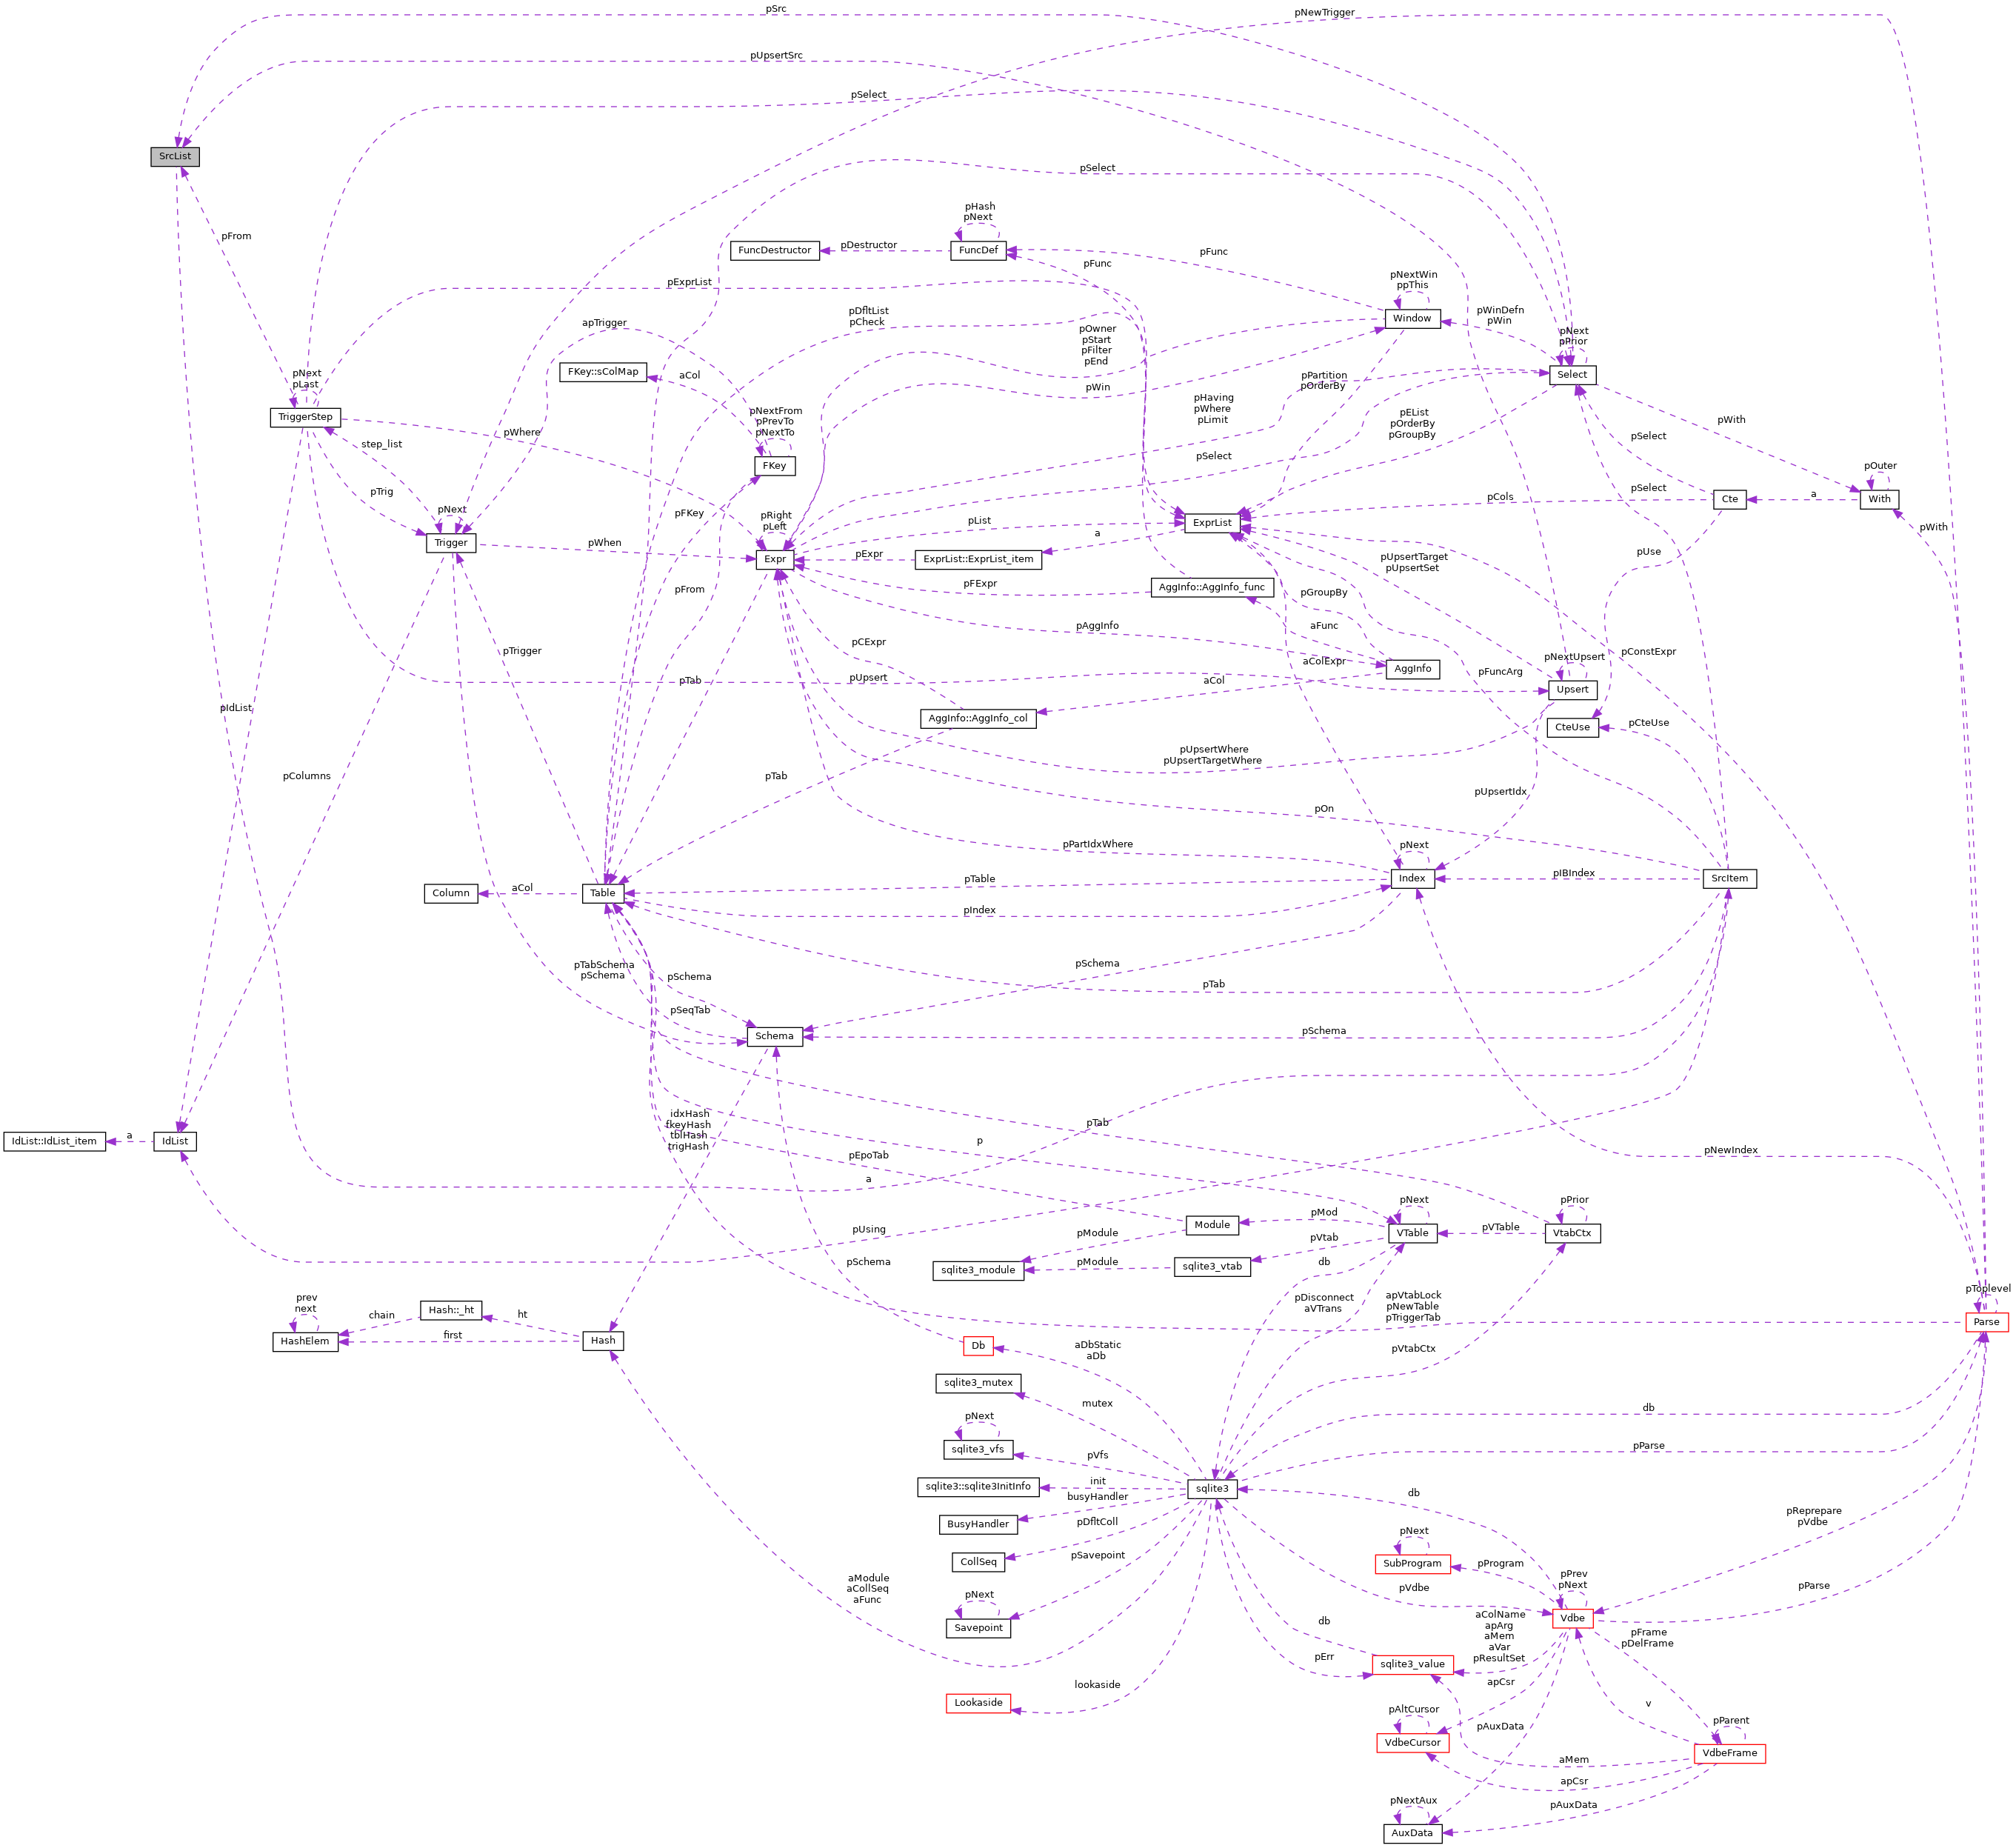 pSrc
pNewTrigger
pUpsertSrc
pSelect
SrcList
pSelect
pHash
pNext
pFrom
FuncDestructor
pDestructor
FuncDef
pFunc
pFunc
pNextWin
ppThis
pExprList
Window
pDfltList
pCheck
apTrigger
pOwner
pStart
pFilter
pEnd
pWinDefn
pWin
pNext
pPrior
FKey::sColMap
aCol
Select
pNext
pLast
pWin
pPartition
pOrderBy
TriggerStep
pNextFrom
pPrevTo
pNextTo
pHaving
pWhere
pLimit
pEList
pOrderBy
pGroupBy
pWith
pWhere
step_list
pSelect
pSelect
FKey
pOuter
pTrig
pSelect
pCols
Cte
a
With
pNext
pFKey
pRight
pLeft
pList
ExprList
pWith
Trigger
pWhen
Expr
pExpr
ExprList::ExprList_item
a
pUse
pUpsertTarget
pUpsertSet
pFrom
pFExpr
AggInfo::AggInfo_func
pGroupBy
pAggInfo
aFunc
pTrigger
pCExpr
pConstExpr
pNextUpsert
aColExpr
AggInfo
pFuncArg
pTab
pUpsert
aCol
Upsert
pIdList
AggInfo::AggInfo_col
pCteUse
CteUse
pUpsertWhere
pUpsertTargetWhere
pColumns
pTab
pUpsertIdx
pOn
pPartIdxWhere
pNext
Column
aCol
Table
pTable
Index
pIBIndex
SrcItem
pIndex
pTabSchema
pSchema
pSchema
pSchema
pTab
pSeqTab
Schema
pSchema
idxHash
fkeyHash
tblHash
trigHash
pTab
IdList::IdList_item
a
IdList
p
pNewIndex
pEpoTab
a
pNext
pPrior
pMod
pUsing
Module
VTable
pVTable
VtabCtx
pModule
pVtab
sqlite3_module
pModule
sqlite3_vtab
db
pSchema
pToplevel
prev
next
pDisconnect
aVTrans
apVtabLock
pNewTable
pTriggerTab
Parse
chain
Hash::_ht
ht
HashElem
first
Hash
Db
aDbStatic
aDb
pVtabCtx
sqlite3_mutex
mutex
db
pNext
sqlite3_vfs
pVfs
pParse
sqlite3::sqlite3InitInfo
init
sqlite3
busyHandler
db
BusyHandler
pDfltColl
pReprepare
pVdbe
CollSeq
pSavepoint
pNext
SubProgram
pProgram
pPrev
pNext
aModule
aCollSeq
aFunc
pVdbe
pParse
pNext
Savepoint
db
aColName
apArg
aMem
aVar
pResultSet
Vdbe
pFrame
pDelFrame
pErr
sqlite3_value
lookaside
apCsr
Lookaside
v
pAltCursor
pAuxData
pParent
VdbeCursor
VdbeFrame
aMem
apCsr
pNextAux
pAuxData
AuxData